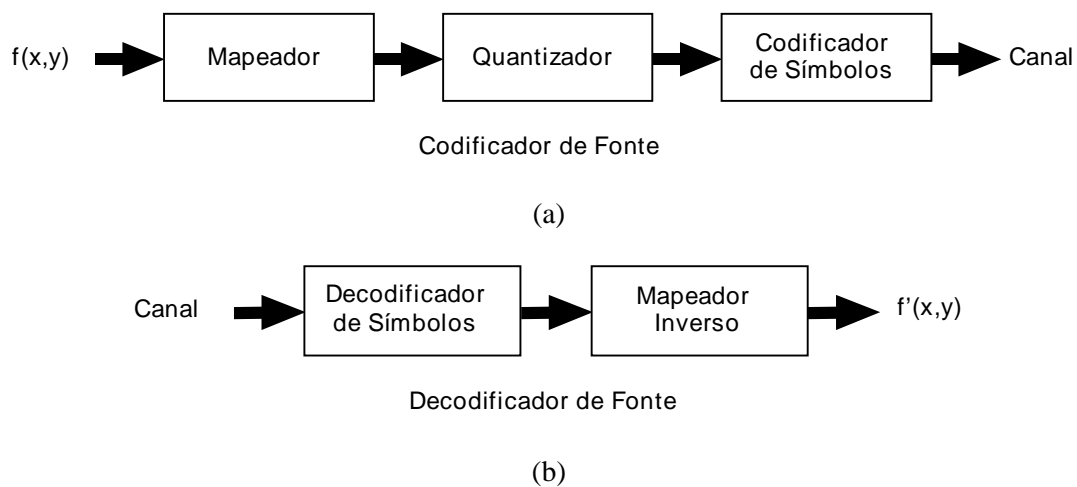 f(x,y)
Mapeador
Quantizador
Codificador
de Símbolos
Canal
Codificador de Fonte
(a)
Canal
Decodificador
de Símbolos
Mapeador
Inverso
f'(x,y)
Decodificador de Fonte
(b)